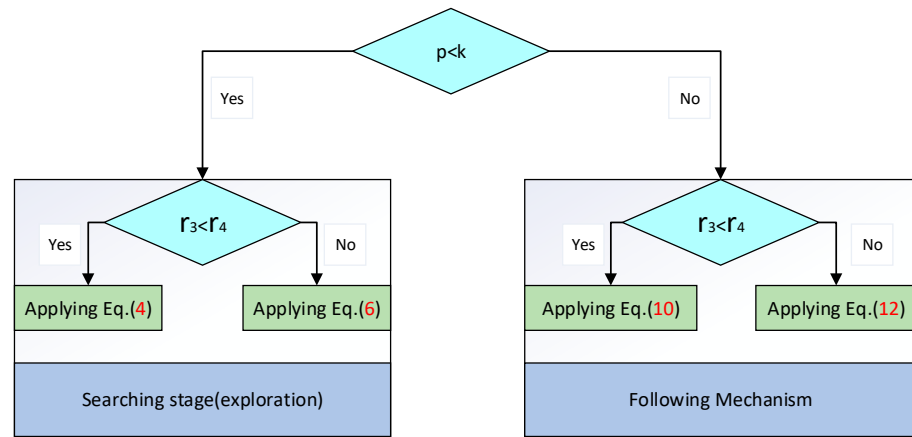 p<k
Yes
No
r₃<r₄
Yes
No
Applying Eq.(4)
Applying Eq.(6)
Searching stage(exploration)
r₃<r₄
Yes
No
Applying Eq.(10)
Applying Eq.(12)
Following Mechanism